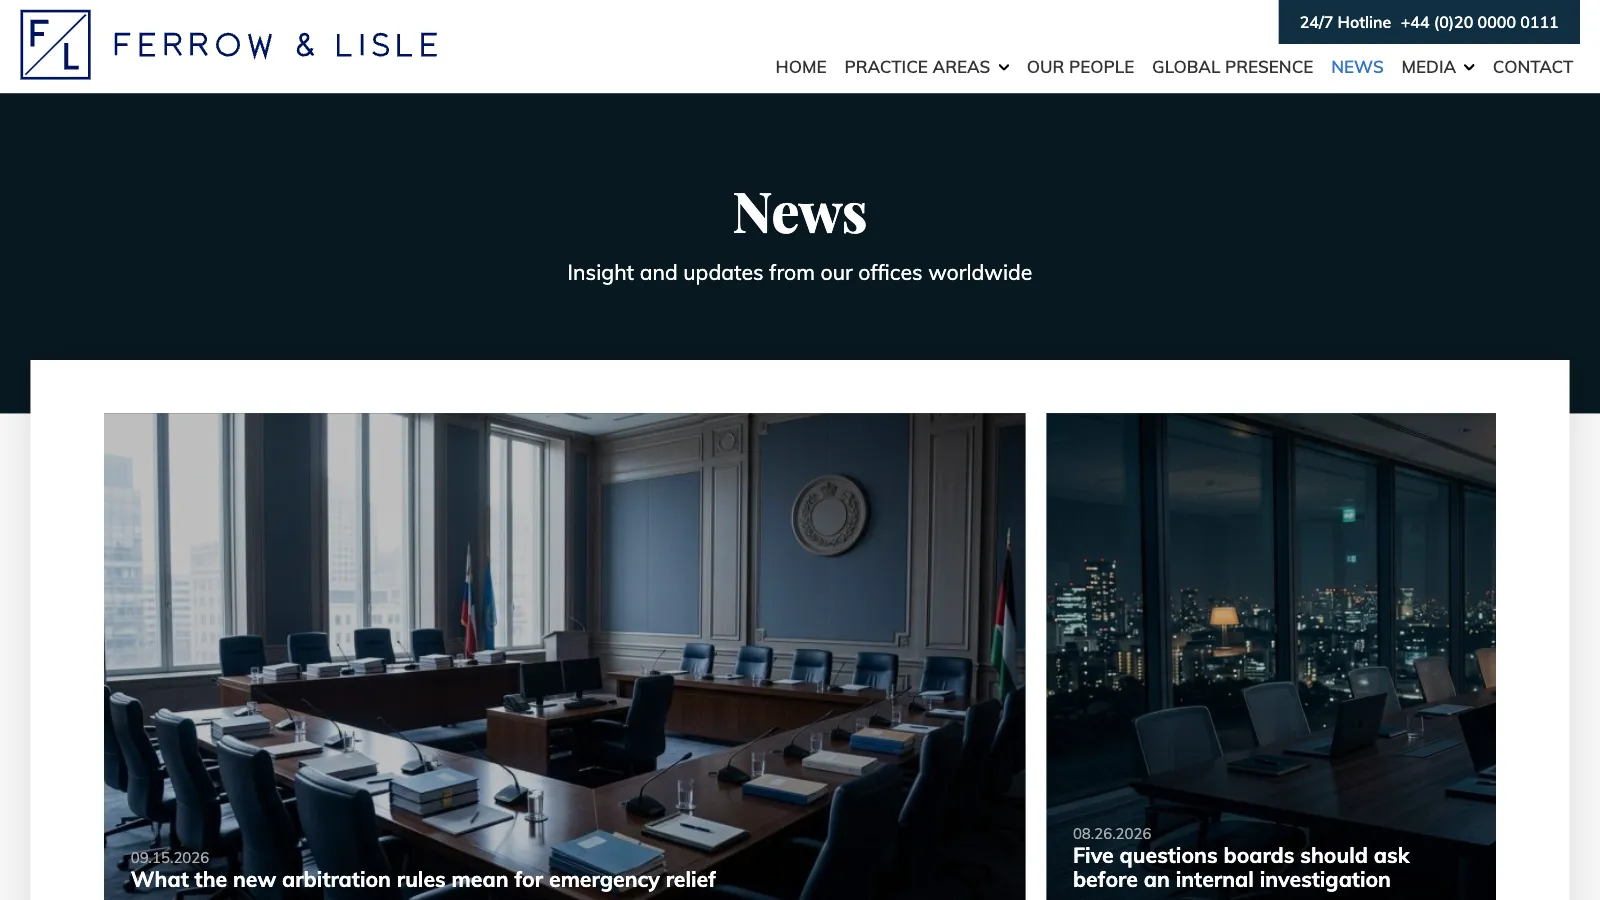 F
L
FERROW & LISLE
24/7 Hotline +44 (0)20 0000 0111
HOME PRACTICE AREAS OUR PEOPLE GLOBAL PRESENCE NEWS MEDIA CONTACT
News
Insight and updates from our offices worldwide
09.15.2026
What the new arbitration rules mean for emergency relief
08.26.2026
Five questions boards should ask
before an internal investigation